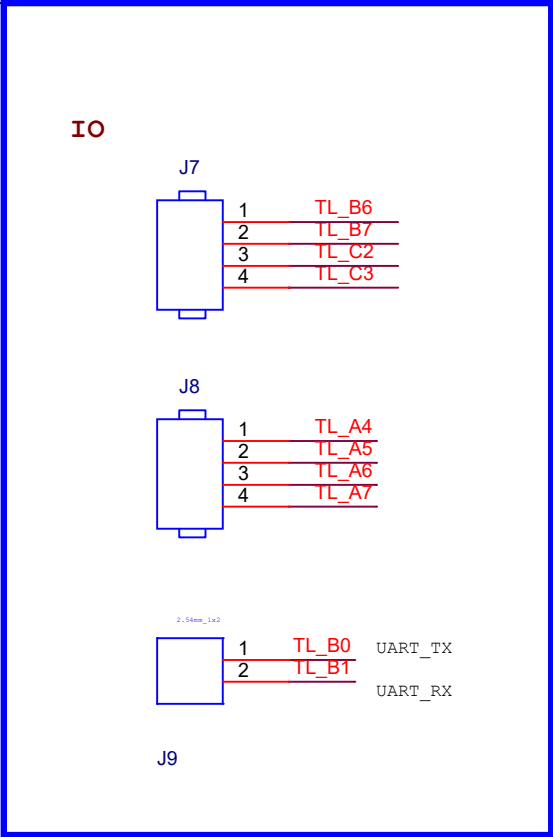 IO
J7
1 TL_B6
2 TL_B7
3 TL_C2
4 TL_C3
J8
1 TL_A4
2 TL_A5
3 TL_A6
4 TL_A7
2.54mm_1x2
1 TL_B0 UART_TX
2 TL_B1
UART_RX
J9